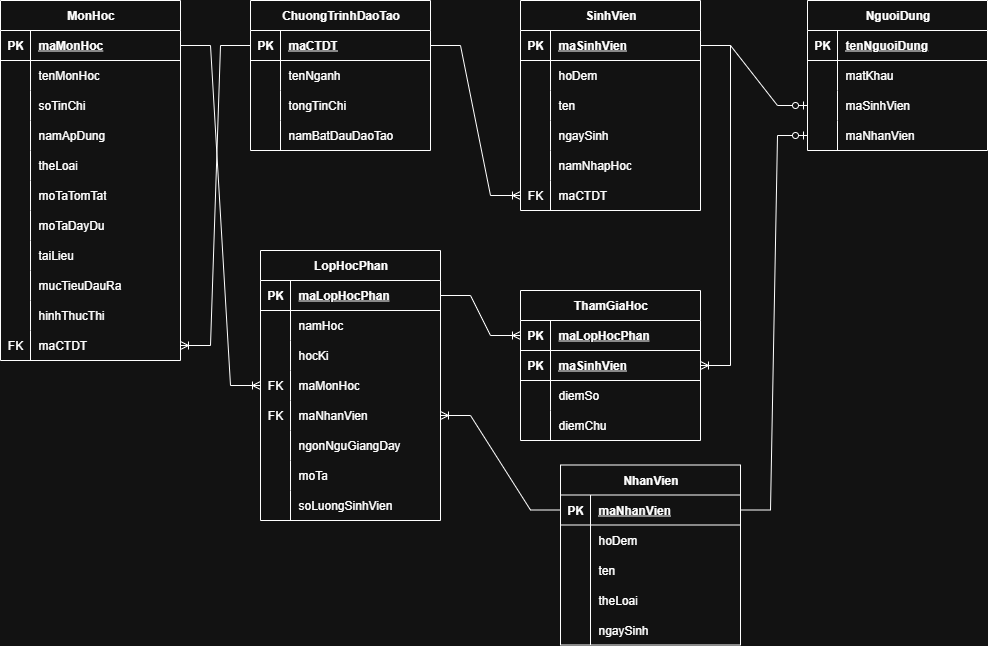 MonHoc
PK maMonHoc
tenMonHoc
soTinChi
namApDung
theLoai
moTaTomTat
moTaDayDu
taiLieu
mucTieuDauRa
hinhThucThi
FK maCTDT
ChuongTrinhDaoTao
PK maCTDT
tenNganh
tongTinChi
namBatDauDaoTao
SinhVien
PK maSinhVien
hoDem
ten
ngaySinh
namNhapHoc
FK maCTDT
NguoiDung
PK tenNguoiDung
matKhau
maSinhVien
maNhanVien
LopHocPhan
PK maLopHocPhan
namHoc
hocKi
FK maMonHoc
FK maNhanVien
ngonNguGiangDay
moTa
soLuongSinhVien
ThamGiaHoc
PK maLopHocPhan
PK maSinhVien
diemSo
diemChu
NhanVien
PK maNhanVien
hoDem
ten
theLoai
ngaySinh